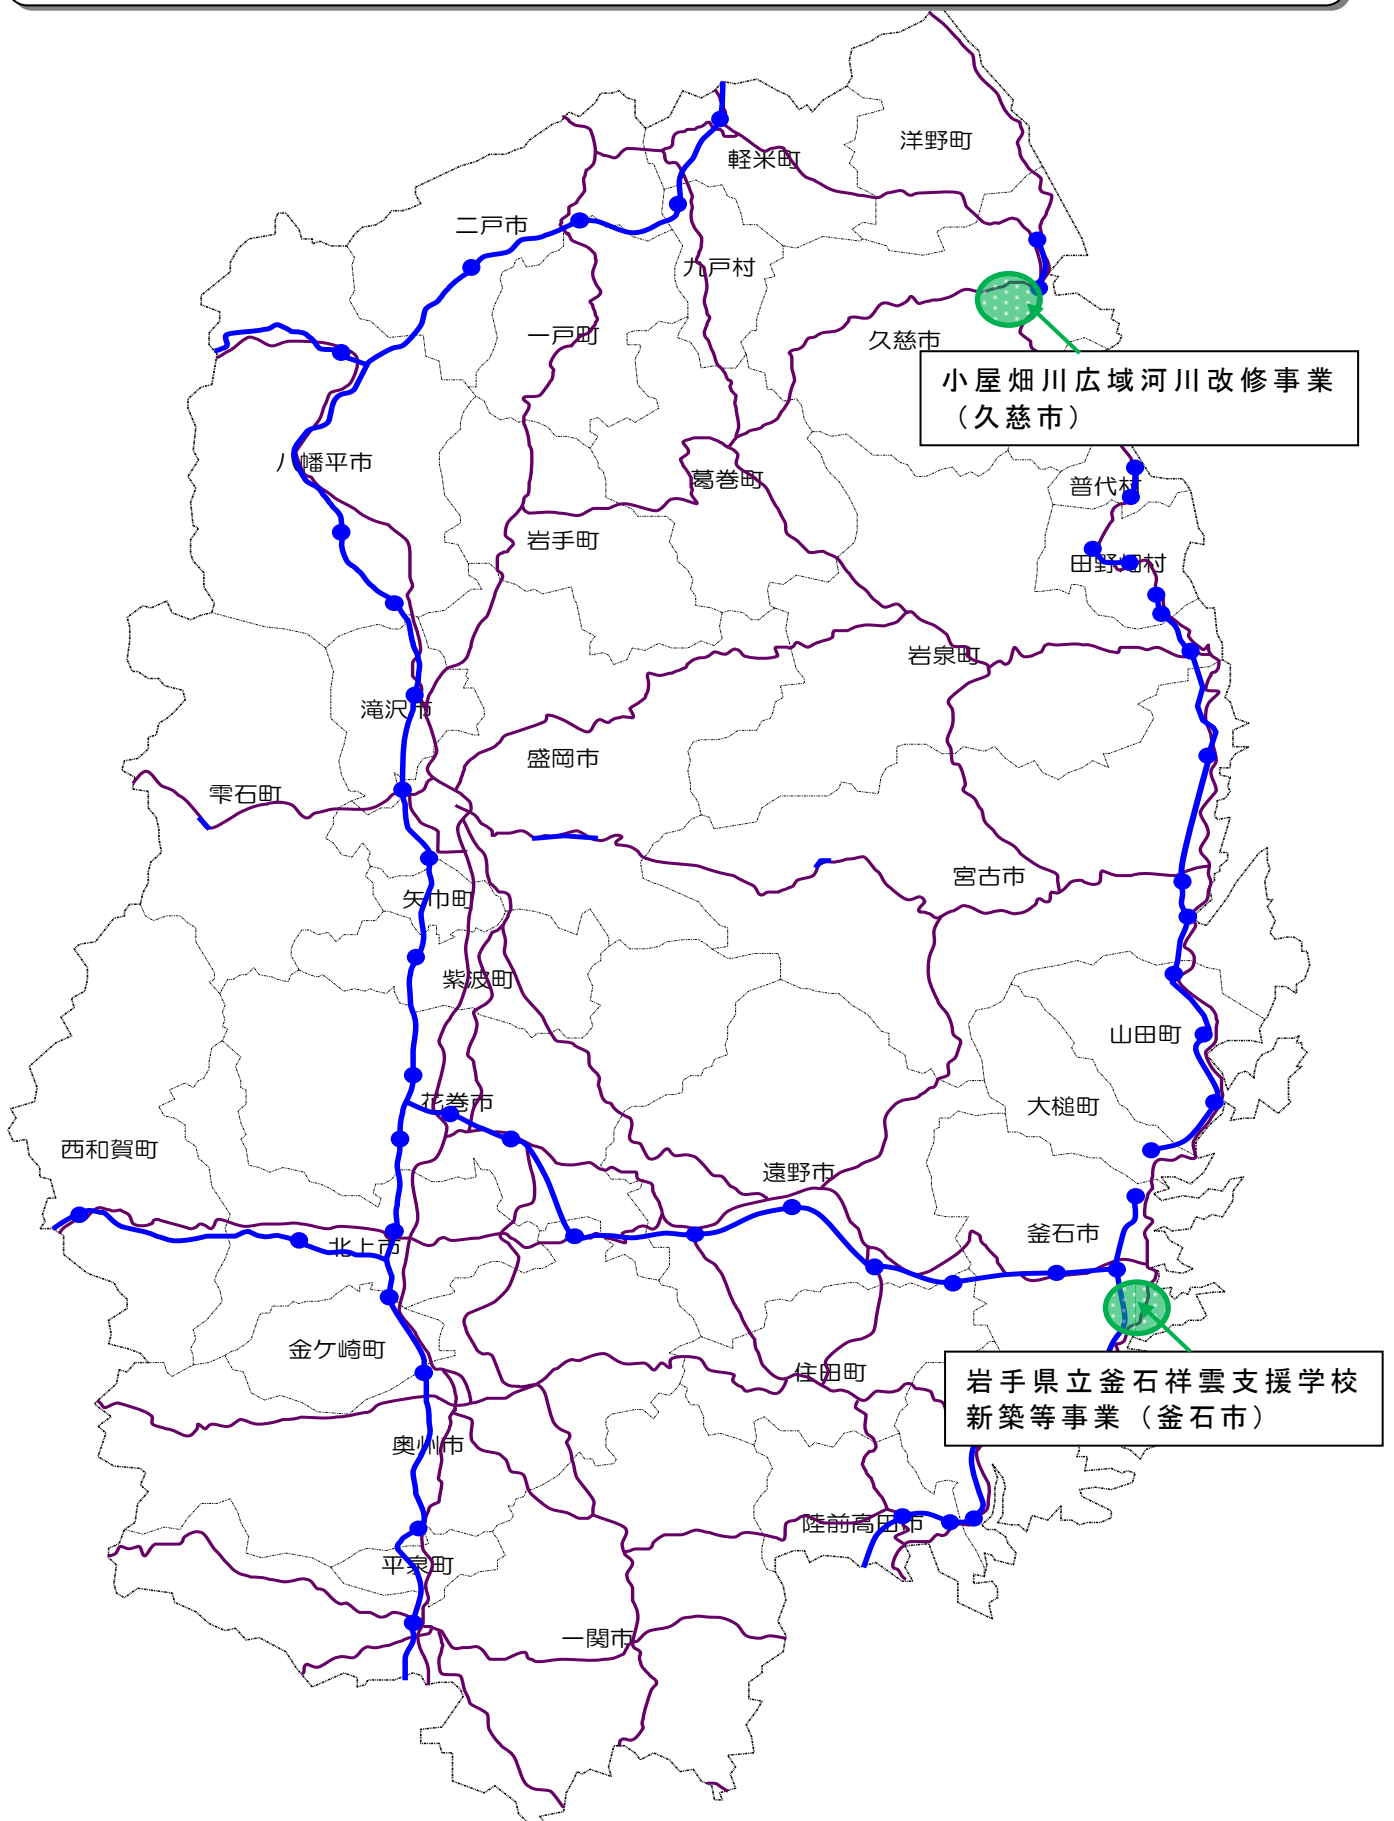 洋野町
軽米町
二戸市
九戸村
一戸町
久慈市
小屋畑川広域河川改修事業
（久慈市）
八幡平市
葛巻町
普代村
岩手町
田野畑村
岩泉町
滝沢市
盛岡市
雫石町
宮古市
矢巾町
紫波町
山田町
花巻市
大槌町
西和賀町
遠野市
釜石市
北上市
金ケ崎町
住田町
岩手県立釜石祥雲支援学校
新築等事業（釜石市）
奥州市
陸前高田市
平泉町
一関市